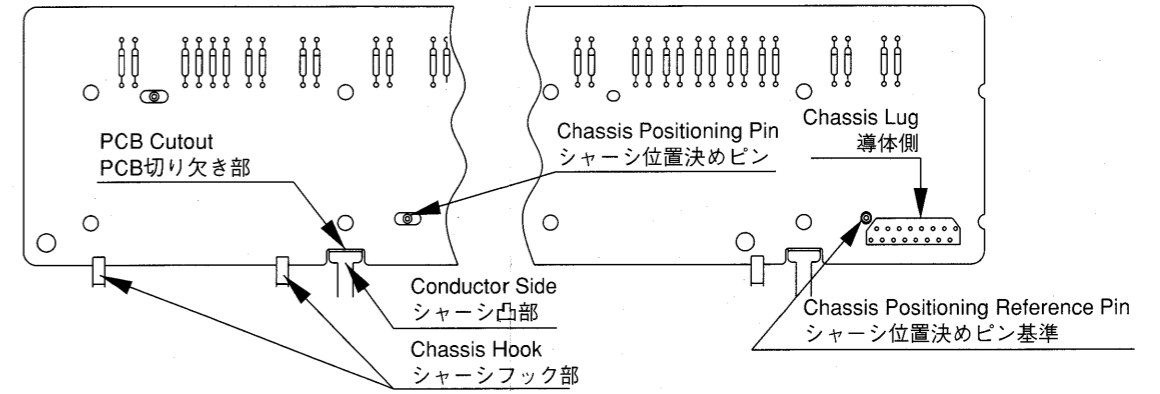 PCB Cutout
PCB切り欠き部
Chassis Positioning Pin
シャーシ位置決めピン
Chassis Lug
導体側
Conductor Side
シャーシ凸部
Chassis Hook
シャーシフック部
Chassis Positioning Reference Pin
シャーシ位置決めピン基準